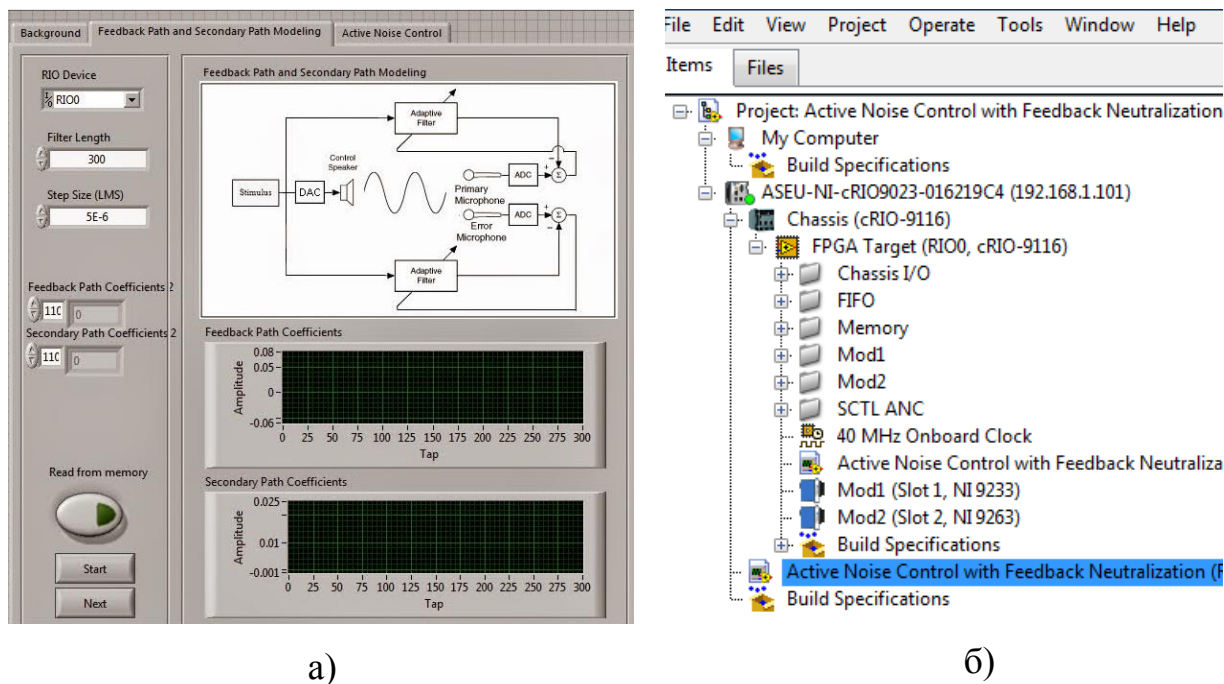 Background
Feedback Path and Secondary Path Modeling
Active Noise Control
RIO Device
RIO0
Filter Length
300
Step Size (LMS)
5E-6
Feedback Path Coefficients 2
11C 0
Secondary Path Coefficients 2
11C 0
Read from memory
Start
Next
Feedback Path and Secondary Path Modeling
Adaptive
Filter
Control
Speaker
Stimulus
DAC
Primary
Microphone
ADC
+
−
Σ
Error
Microphone
ADC
+
−
Σ
Adaptive
Filter
Feedback Path Coefficients
Amplitude
0.08
0.05
0
-0.06
0 25 50 75 100 125 150 175 200 225 250 275 300
Tap
Secondary Path Coefficients
Amplitude
0.025
0.01
-0.001
0 25 50 75 100 125 150 175 200 225 250 275 300
Tap
а)
File Edit View Project Operate Tools Window Help
Items Files
Project: Active Noise Control with Feedback Neutralization
My Computer
Build Specifications
ASEU-NI-cRIO9023-016219C4 (192.168.1.101)
Chassis (cRIO-9116)
FPGA Target (RIO0, cRIO-9116)
Chassis I/O
FIFO
Memory
Mod1
Mod2
SCTL ANC
40 MHz Onboard Clock
Active Noise Control with Feedback Neutraliza
Mod1 (Slot 1, NI 9233)
Mod2 (Slot 2, NI 9263)
Build Specifications
Active Noise Control with Feedback Neutralization (
Build Specifications
б)